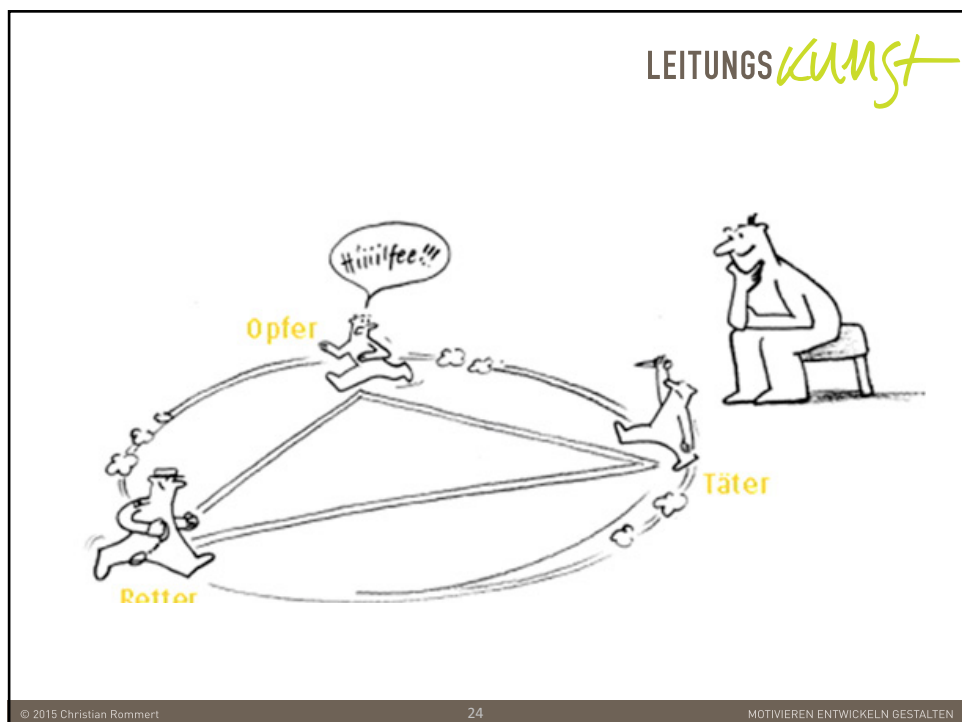 LEITUNGS KUNST
Hiiiilfee!!!
Opfer
Täter
Retter
© 2015 Christian Rommert
24
MOTIVIEREN ENTWICKELN GESTALTEN